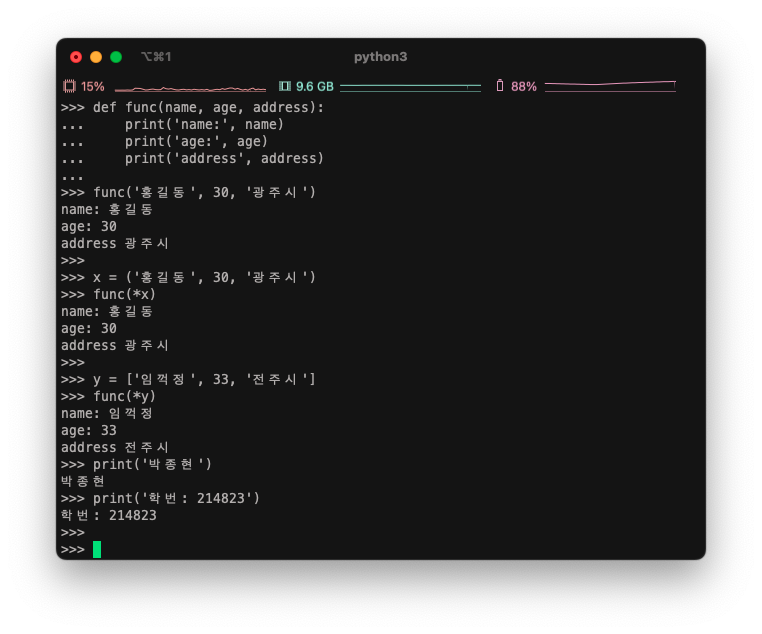 ⌥⌘1 python3
15% 9.6 GB 88%
>>> def func(name, age, address):
...     print('name:', name)
...     print('age:', age)
...     print('address', address)
...
>>> func('홍길동', 30, '광주시')
name: 홍길동
age: 30
address 광주시
>>>
>>> x = ('홍길동', 30, '광주시')
>>> func(*x)
name: 홍길동
age: 30
address 광주시
>>>
>>> y = ['임꺽정', 33, '전주시']
>>> func(*y)
name: 임꺽정
age: 33
address 전주시
>>> print('박종현')
박종현
>>> print('학번: 214823')
학번: 214823
>>>
>>>